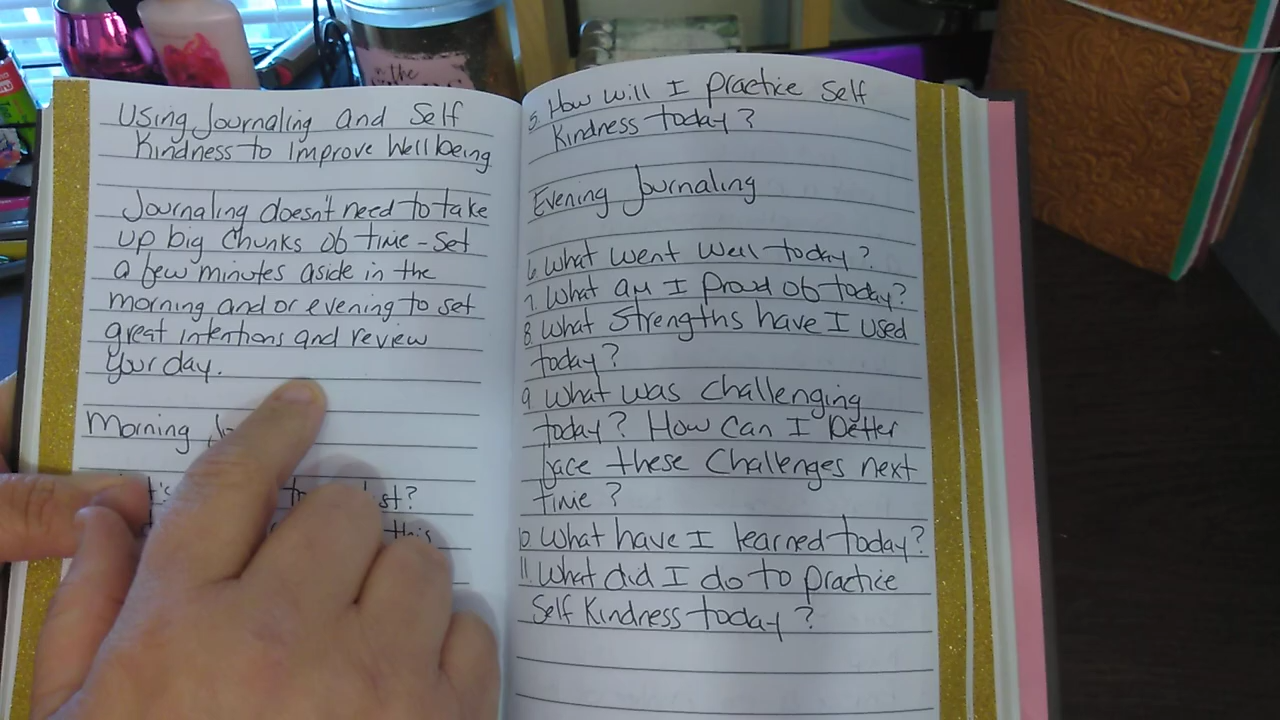 in the
Using Journaling and Self
Kindness to improve Wellbeing
Journaling doesn't need to take
up big chunks of time - Set
a few minutes aside in the
morning and or evening to set
great intentions and review
your day.
Morning
this
5. How will I practice Self
Kindness today?
Evening Journaling
6. What went well today?
7. What am I Proud of today?
8. What Strengths have I used
today?
9. What was challenging
today? How can I better
face these challenges next
time?
10. What have I learned today?
11. What did I do to practice
Self Kindness today?